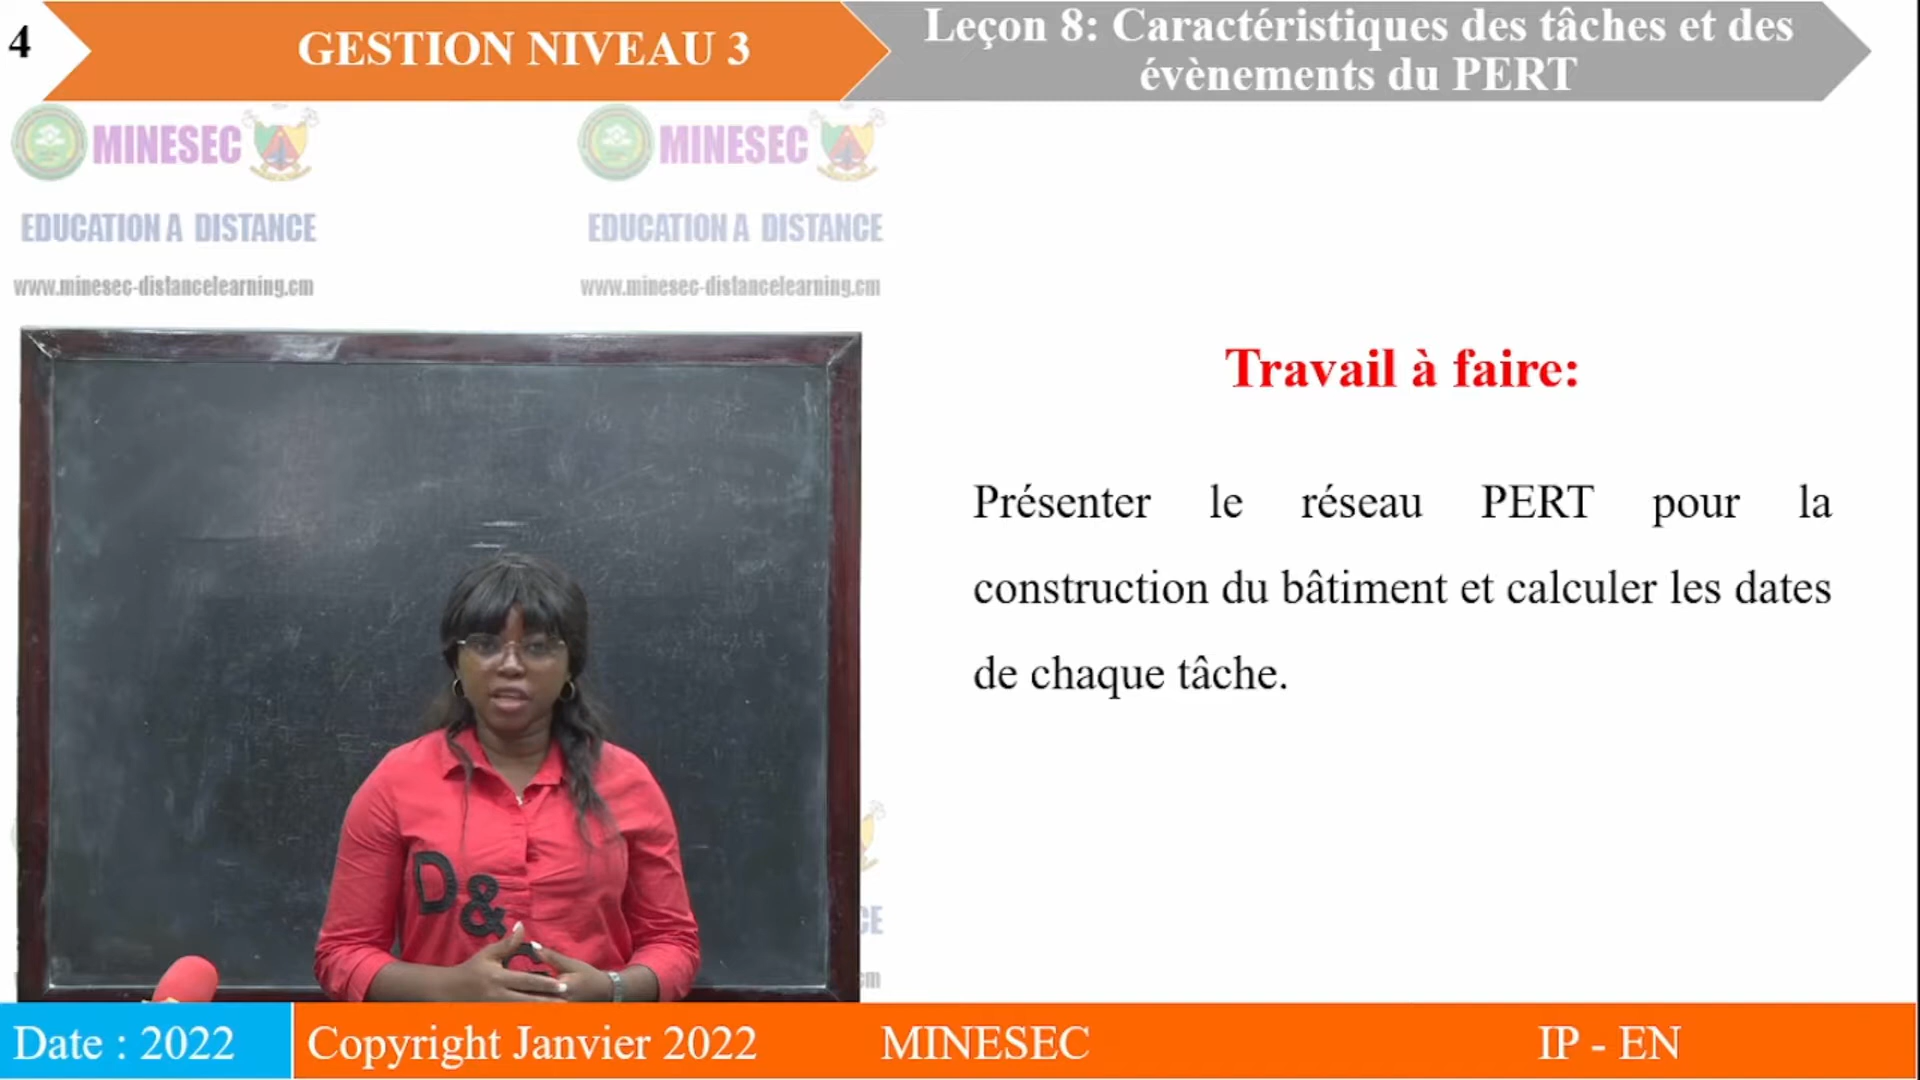 4
GESTION NIVEAU 3
Leçon 8: Caractéristiques des tâches et des
évènements du PERT
MINESEC
MINESEC
EDUCATION A DISTANCE
EDUCATION A DISTANCE
www.minesec-distancelearning.cm
www.minesec-distancelearning.cm
Travail à faire:
Présenter le réseau PERT pour la
construction du bâtiment et calculer les dates
de chaque tâche.
D&
CE
cm
Date : 2022
Copyright Janvier 2022
MINESEC
IP - EN